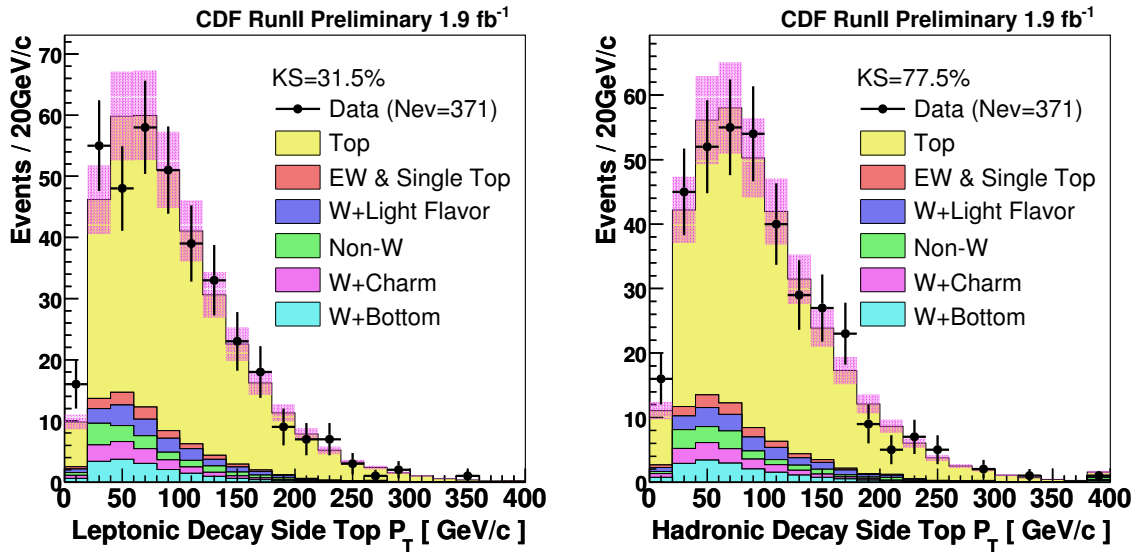 CDF RunII Preliminary 1.9 fb⁻¹
Events / 20GeV/c
70
60
50
40
30
20
10
0
KS=31.5%
Data (Nev=371)
Top
EW & Single Top
W+Light Flavor
Non-W
W+Charm
W+Bottom
0 50 100 150 200 250 300 350 400
Leptonic Decay Side Top P_T [ GeV/c ]
CDF RunII Preliminary 1.9 fb⁻¹
Events / 20GeV/c
60
50
40
30
20
10
0
KS=77.5%
Data (Nev=371)
Top
EW & Single Top
W+Light Flavor
Non-W
W+Charm
W+Bottom
0 50 100 150 200 250 300 350 400
Hadronic Decay Side Top P_T [ GeV/c ]